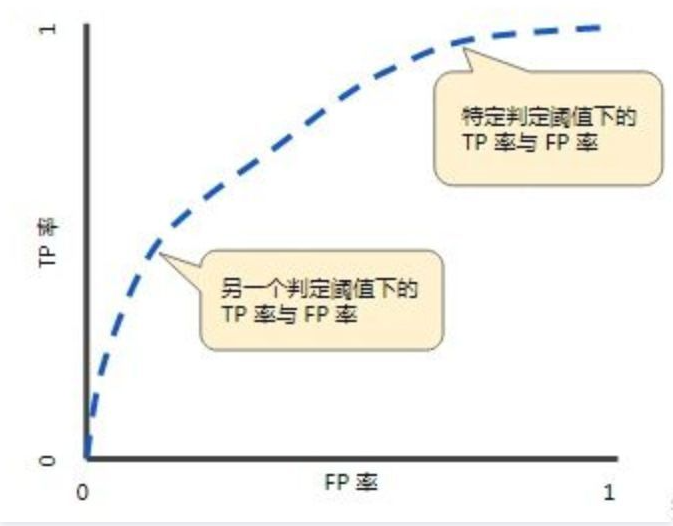 1
特定判定阈值下的
TP 率与 FP 率
TP 率
另一个判定阈值下的
TP 率与 FP 率
0
0
FP 率
1